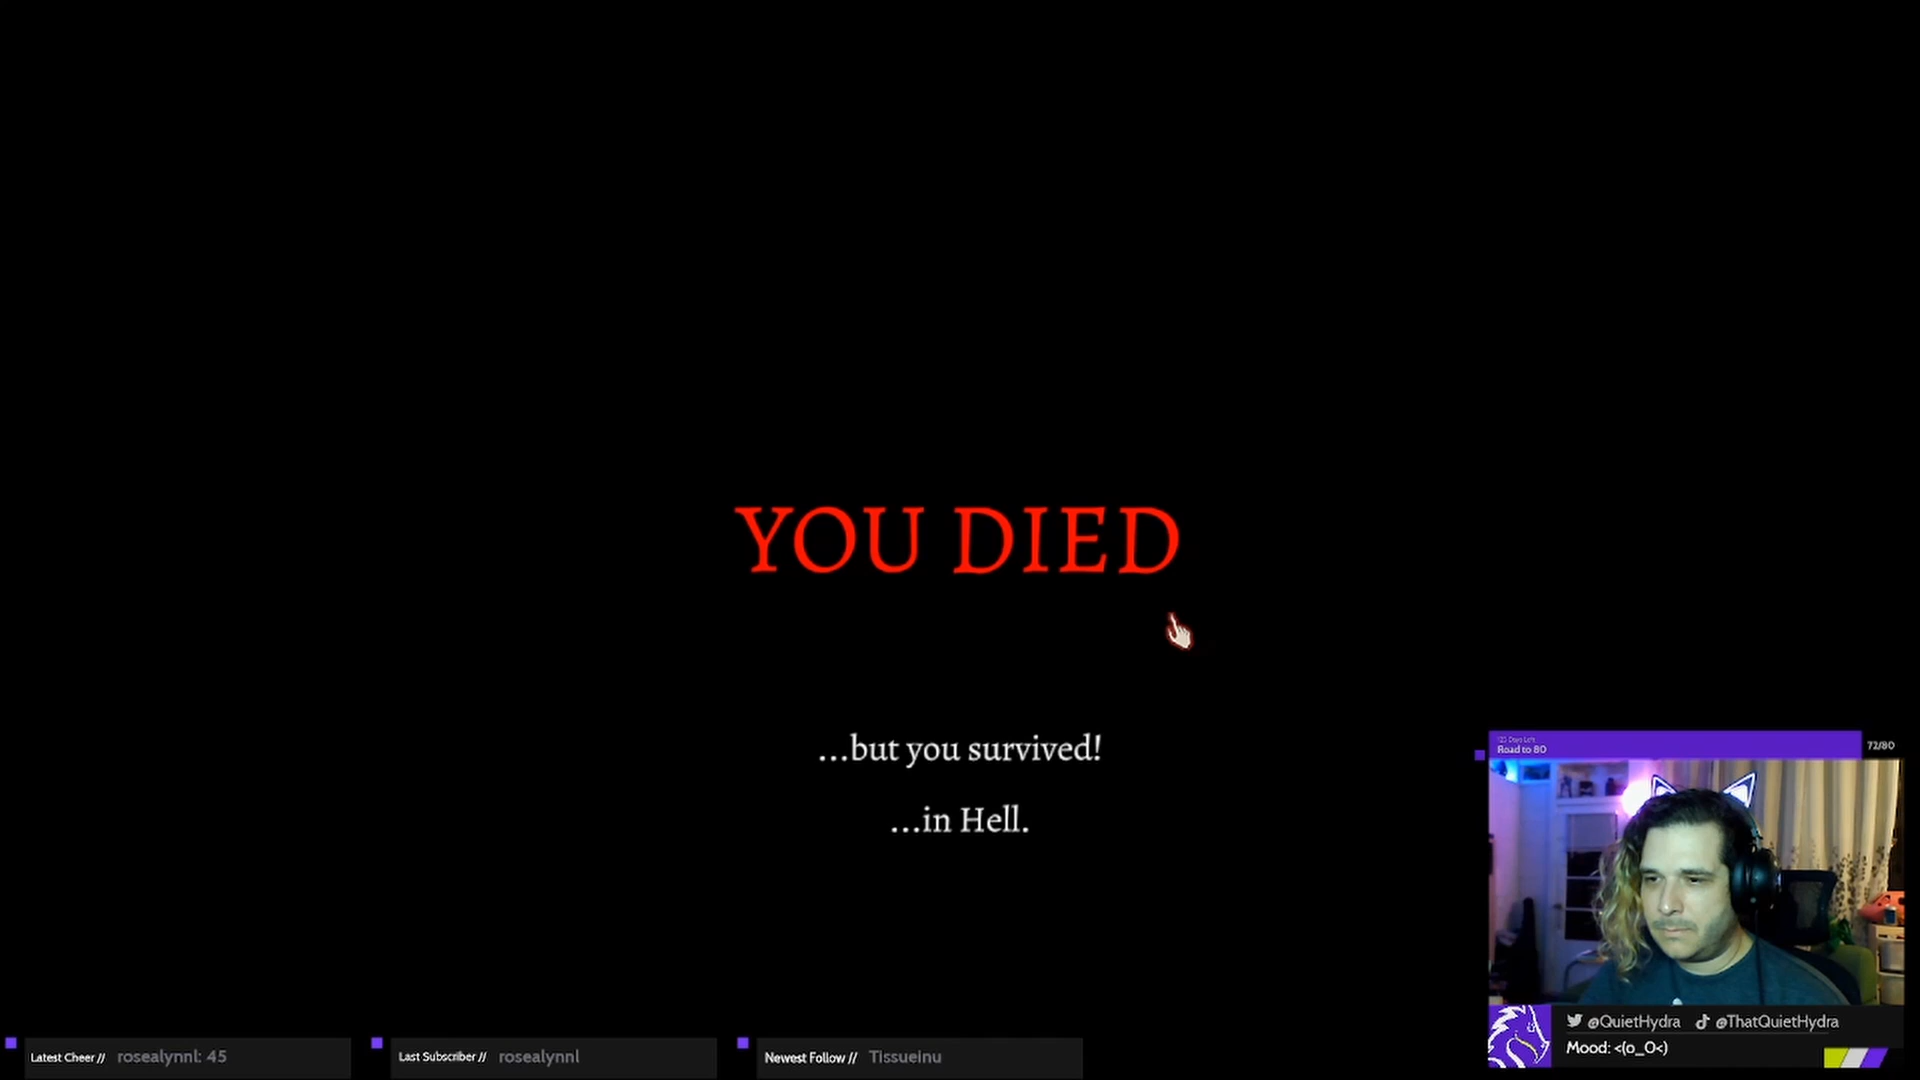 YOU DIED
...but you survived!
...in Hell.
Road to 80
72/80
@QuietHydra @ThatQuietHydra
Mood: <(o_O<)
Latest Cheer // rosealynnl: 45
Last Subscriber // rosealynnl
Newest Follow // Tissueinu